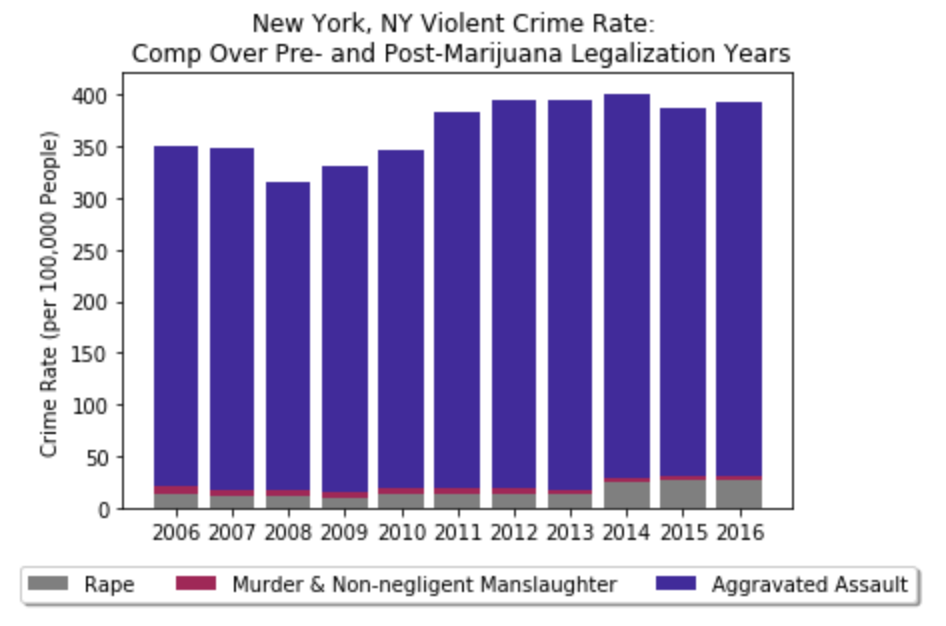 New York, NY Violent Crime Rate:
Comp Over Pre- and Post-Marijuana Legalization Years
Crime Rate (per 100,000 People)
400
350
300
250
200
150
100
50
0
2006 2007 2008 2009 2010 2011 2012 2013 2014 2015 2016
Rape Murder & Non-negligent Manslaughter Aggravated Assault